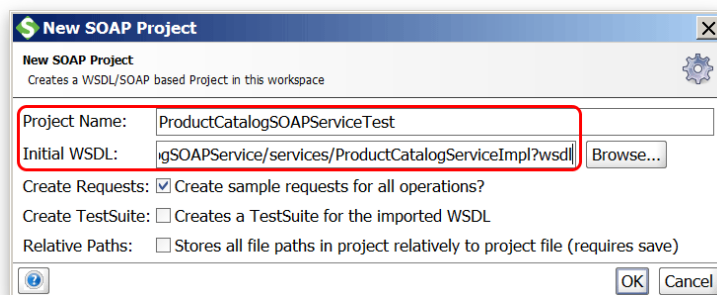 New SOAP Project
New SOAP Project
Creates a WSDL/SOAP based Project in this workspace
Project Name: ProductCatalogSOAPServiceTest
Initial WSDL: ogSOAPService/services/ProductCatalogServiceImpl?wsdl Browse...
Create Requests: Create sample requests for all operations?
Create TestSuite: Creates a TestSuite for the imported WSDL
Relative Paths: Stores all file paths in project relatively to project file (requires save)
? OK Cancel